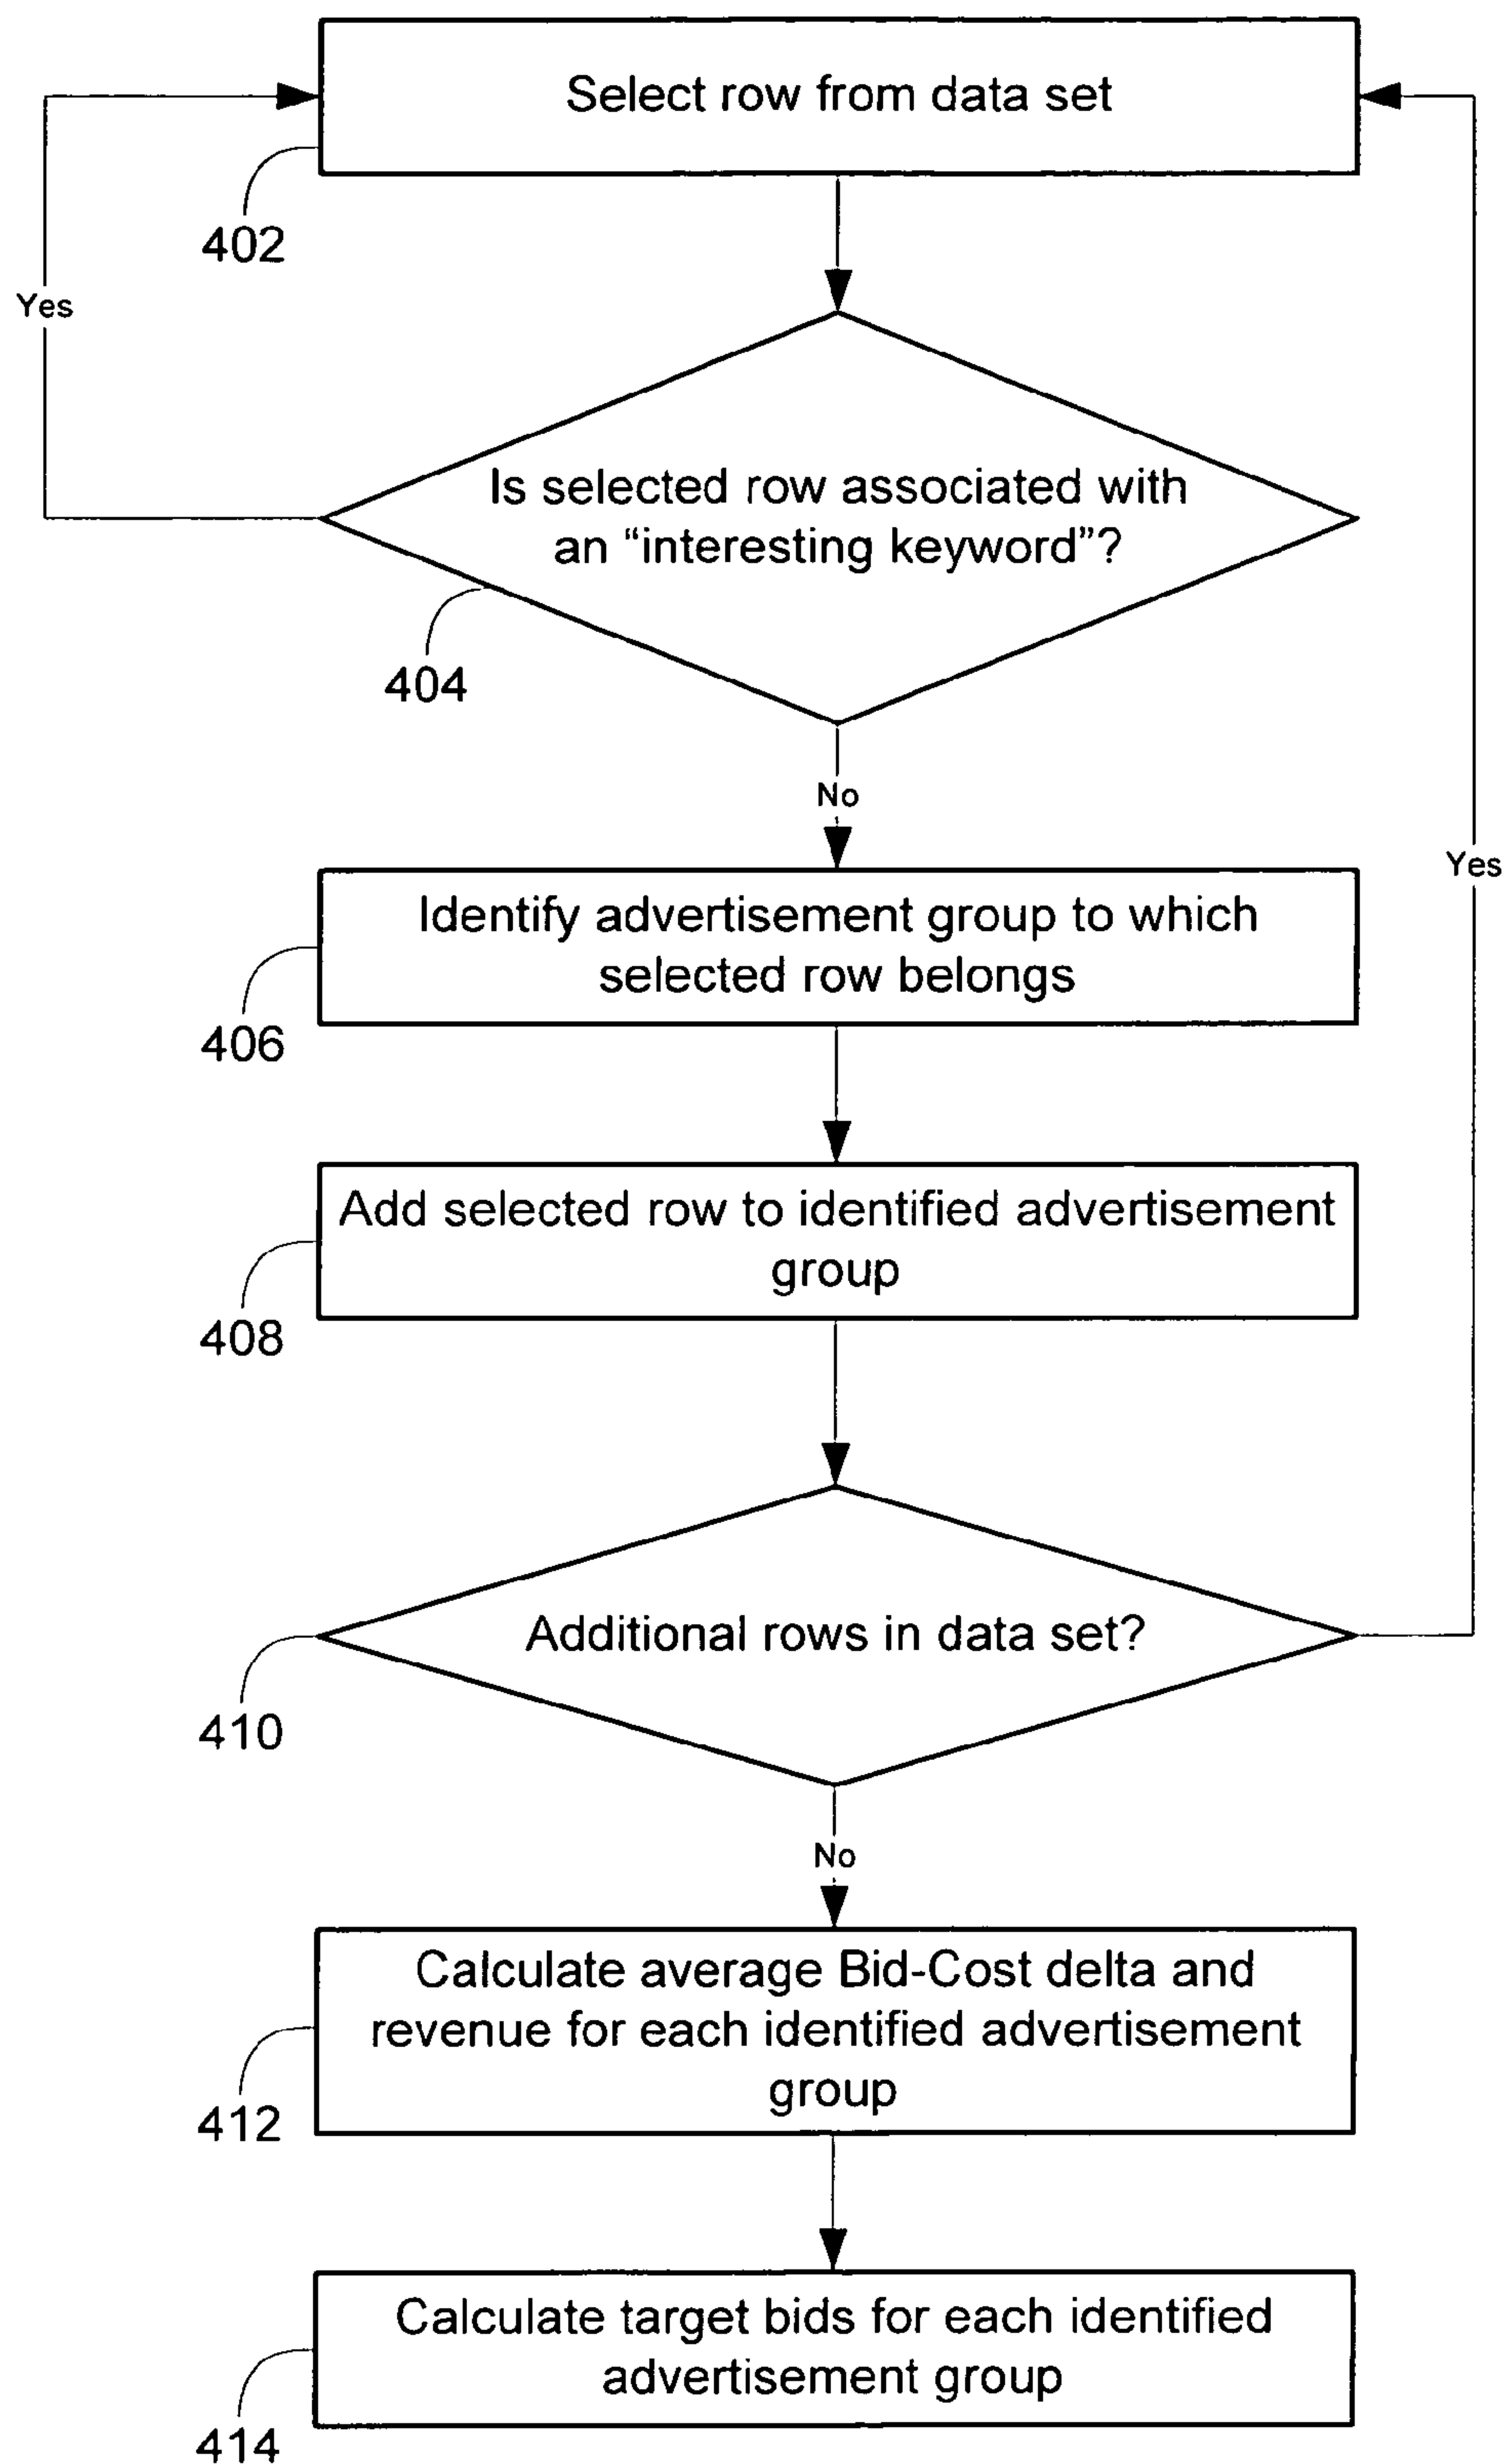 Select row from data set
402
Yes
Is selected row associated with
an “interesting keyword”?
404
No
Yes
Identify advertisement group to which
selected row belongs
406
Add selected row to identified advertisement
group
408
Additional rows in data set?
410
No
Calculate average Bid-Cost delta and
revenue for each identified advertisement
group
412
Calculate target bids for each identified
advertisement group
414